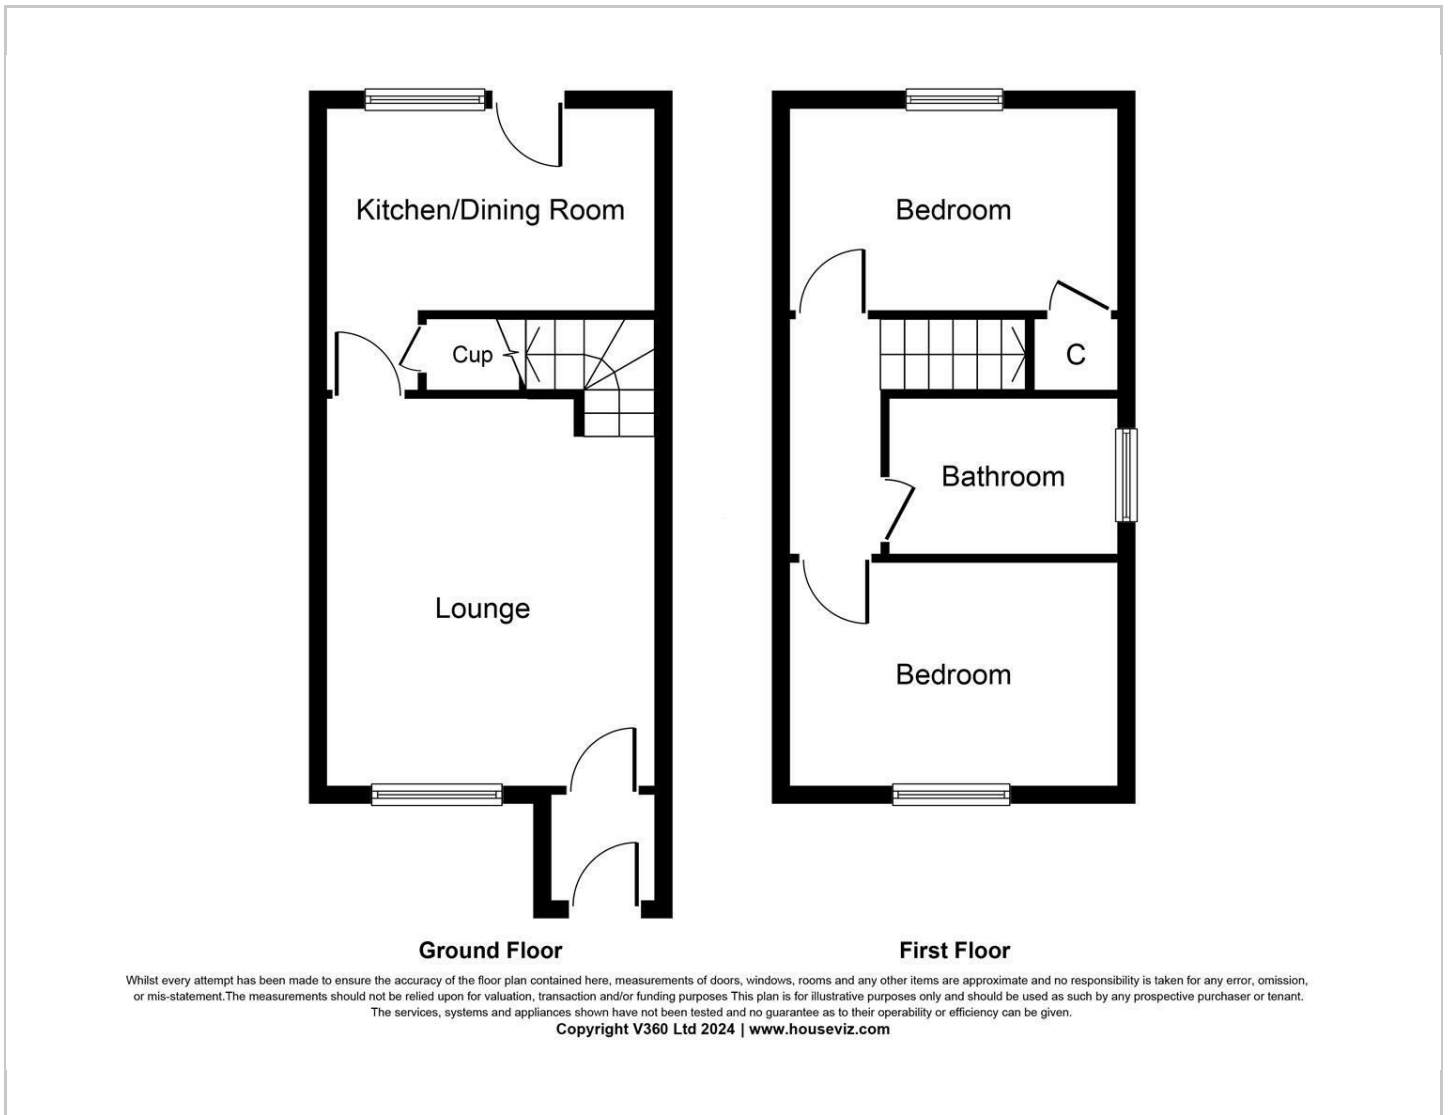 Kitchen/Dining Room
Cup
Lounge
Ground Floor
Bedroom
C
Bathroom
Bedroom
First Floor
Whilst every attempt has been made to ensure the accuracy of the floor plan contained here, measurements of doors, windows, rooms and any other items are approximate and no responsibility is taken for any error, omission,
or mis-statement.The measurements should not be relied upon for valuation, transaction and/or funding purposes This plan is for illustrative purposes only and should be used as such by any prospective purchaser or tenant.
The services, systems and appliances shown have not been tested and no guarantee as to their operability or efficiency can be given.
Copyright V360 Ltd 2024 | www.houseviz.com